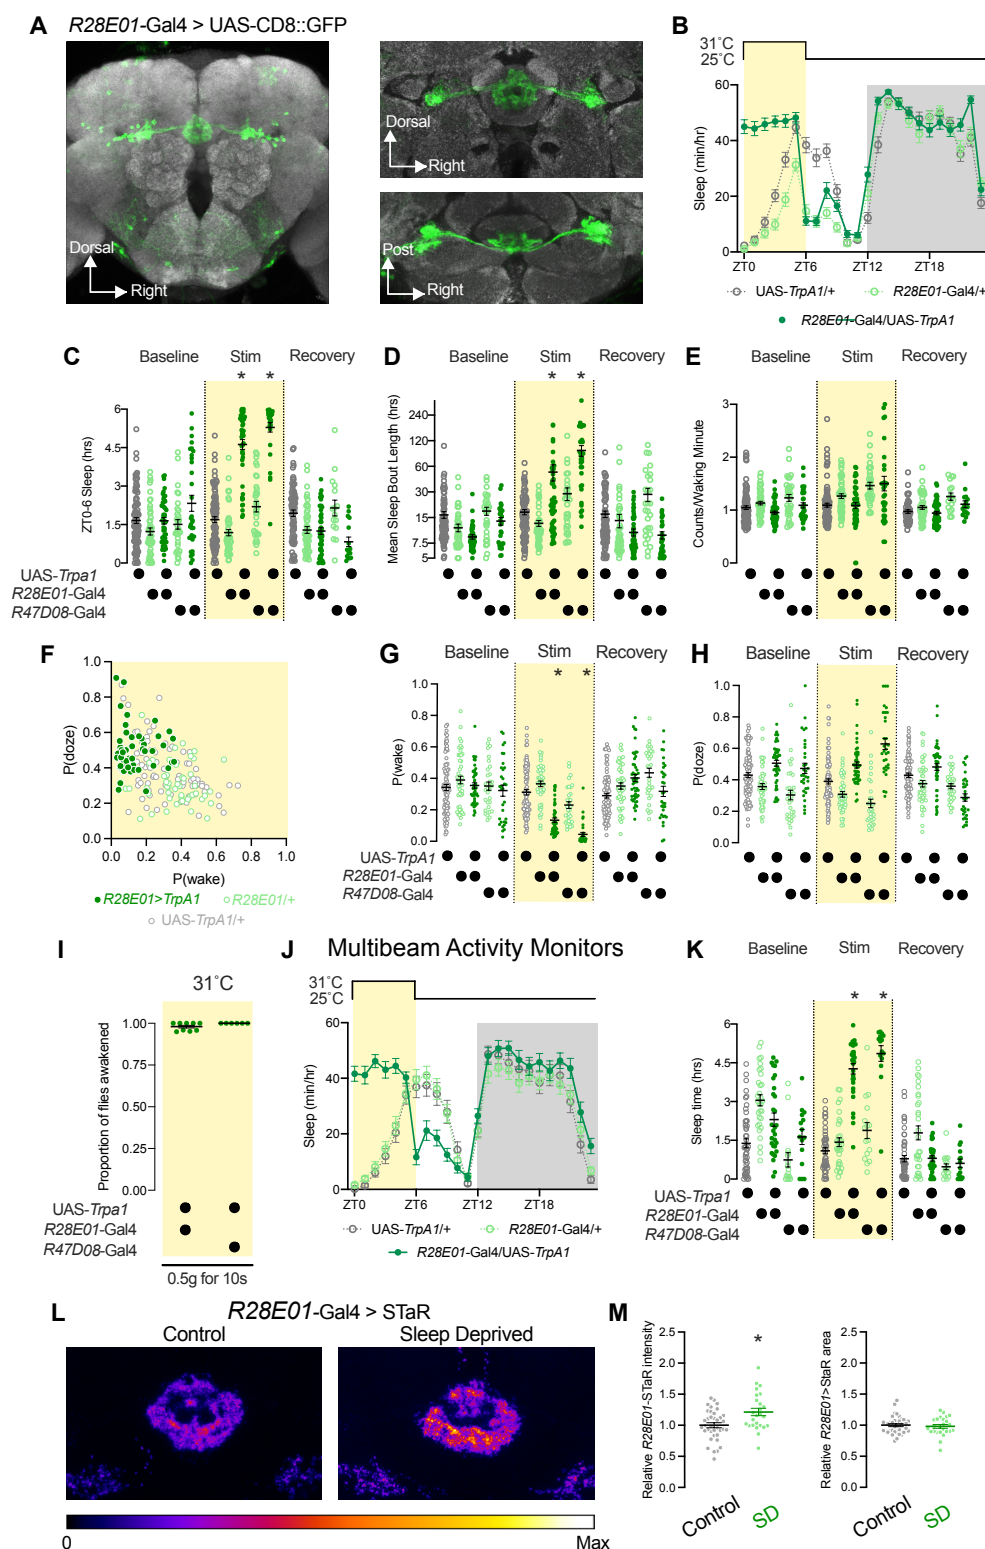 A
R28E01-Gal4 > UAS-CD8::GFP
Dorsal
Right
Dorsal
Right
Post
Right
B
31˚C
25˚C
Sleep (min/hr)
60
40
20
0
ZT0
ZT6
ZT12
ZT18
UAS-TrpA1/+
R28E01-Gal4/+
R28E01-Gal4/UAS-TrpA1
C
Baseline
Stim
Recovery
* *
ZT0-8 Sleep (hrs)
6
4.5
3
1.5
0
UAS-Trpa1
R28E01-Gal4
R47D08-Gal4
D
Baseline
Stim
Recovery
* *
Mean Sleep Bout Length (hrs)
240
120
60
30
15
7.5
5
E
Baseline
Stim
Recovery
Counts/Waking Minute
3
2
1
0
F
P(doze)
1.0
0.8
0.6
0.4
0.2
0.0
0.0 0.2 0.4 0.6 0.8 1.0
P(wake)
R28E01>TrpA1
R28E01/+
UAS-TrpA1/+
G
Baseline
Stim
Recovery
* *
P(wake)
1.0
0.8
0.6
0.4
0.2
0.0
UAS-TrpA1
R28E01-Gal4
R47D08-Gal4
H
Baseline
Stim
Recovery
P(doze)
1.0
0.8
0.6
0.4
0.2
0.0
I
31˚C
Proportion of flies awakened
1.00
0.75
0.50
0.25
0.00
UAS-Trpa1
R28E01-Gal4
R47D08-Gal4
0.5g for 10s
J
Multibeam Activity Monitors
31˚C
25˚C
Sleep (min/hr)
60
40
20
0
ZT0
ZT6
ZT12
ZT18
UAS-TrpA1/+
R28E01-Gal4/+
R28E01-Gal4/UAS-TrpA1
K
Baseline
Stim
Recovery
* *
Sleep time (hrs)
6
4.5
3
1.5
0
UAS-Trpa1
R28E01-Gal4
R47D08-Gal4
L
R28E01-Gal4 > STaR
Control
Sleep Deprived
0
Max
M
Relative R28E01-STaR intensity
2.5
2.0
1.5
1.0
0.5
0.0
*
Control
SD
Relative R28E01>StaR area
2.5
2.0
1.5
1.0
0.5
0.0
Control
SD